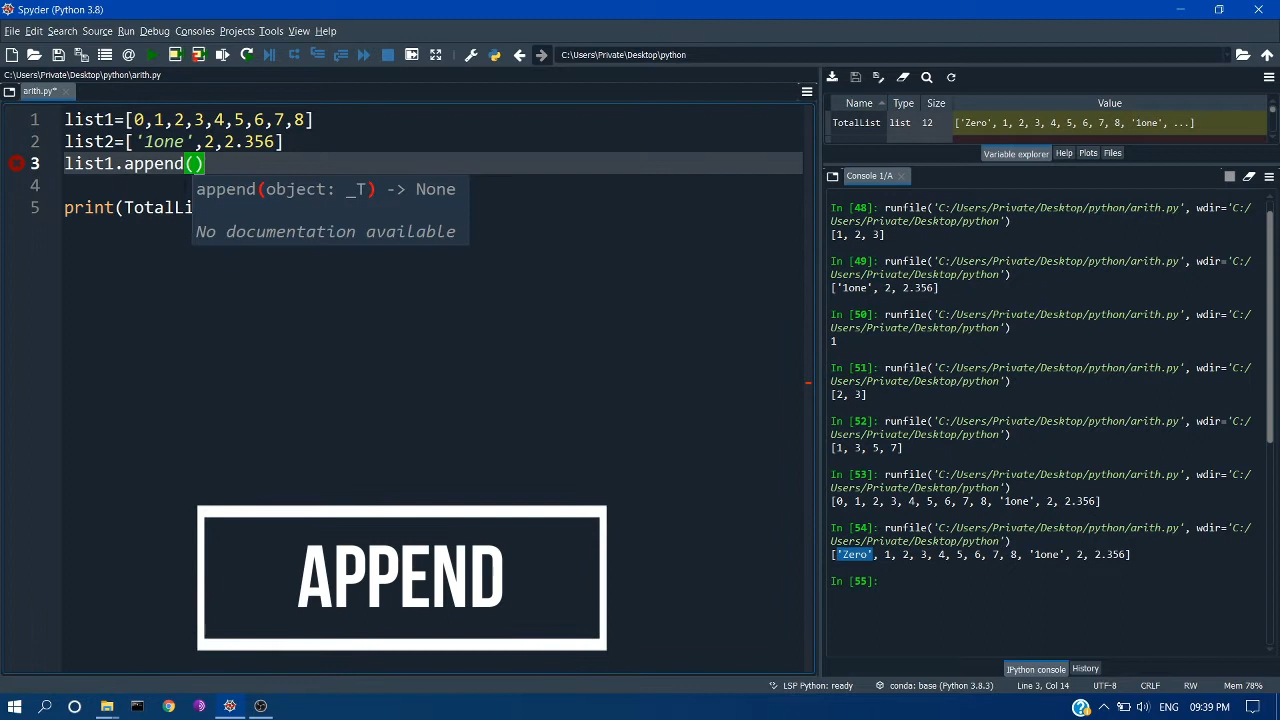 Spyder (Python 3.8)
File Edit Search Source Run Debug Consoles Projects Tools View Help
C:\Users\Private\Desktop\python
C:\Users\Private\Desktop\python\arith.py
arith.py*
1 list1=[0,1,2,3,4,5,6,7,8]
2 list2=['1one',2,2.356]
3 list1.append()
4
5 print(TotalLi
append(object: _T) -> None
No documentation available
APPEND
Name Type Size Value
TotalList list 12 ['Zero', 1, 2, 3, 4, 5, 6, 7, 8, '1one', ...]
Variable explorer Help Plots Files
Console 1/A
In [48]: runfile('C:/Users/Private/Desktop/python/arith.py', wdir='C:/
Users/Private/Desktop/python')
[1, 2, 3]
In [49]: runfile('C:/Users/Private/Desktop/python/arith.py', wdir='C:/
Users/Private/Desktop/python')
['1one', 2, 2.356]
In [50]: runfile('C:/Users/Private/Desktop/python/arith.py', wdir='C:/
Users/Private/Desktop/python')
1
In [51]: runfile('C:/Users/Private/Desktop/python/arith.py', wdir='C:/
Users/Private/Desktop/python')
[2, 3]
In [52]: runfile('C:/Users/Private/Desktop/python/arith.py', wdir='C:/
Users/Private/Desktop/python')
[1, 3, 5, 7]
In [53]: runfile('C:/Users/Private/Desktop/python/arith.py', wdir='C:/
Users/Private/Desktop/python')
[0, 1, 2, 3, 4, 5, 6, 7, 8, '1one', 2, 2.356]
In [54]: runfile('C:/Users/Private/Desktop/python/arith.py', wdir='C:/
Users/Private/Desktop/python')
['Zero', 1, 2, 3, 4, 5, 6, 7, 8, '1one', 2, 2.356]
In [55]:
IPython console History
LSP Python: ready conda: base (Python 3.8.3) Line 3, Col 14 UTF-8 CRLF RW Mem 78%
ENG 09:39 PM